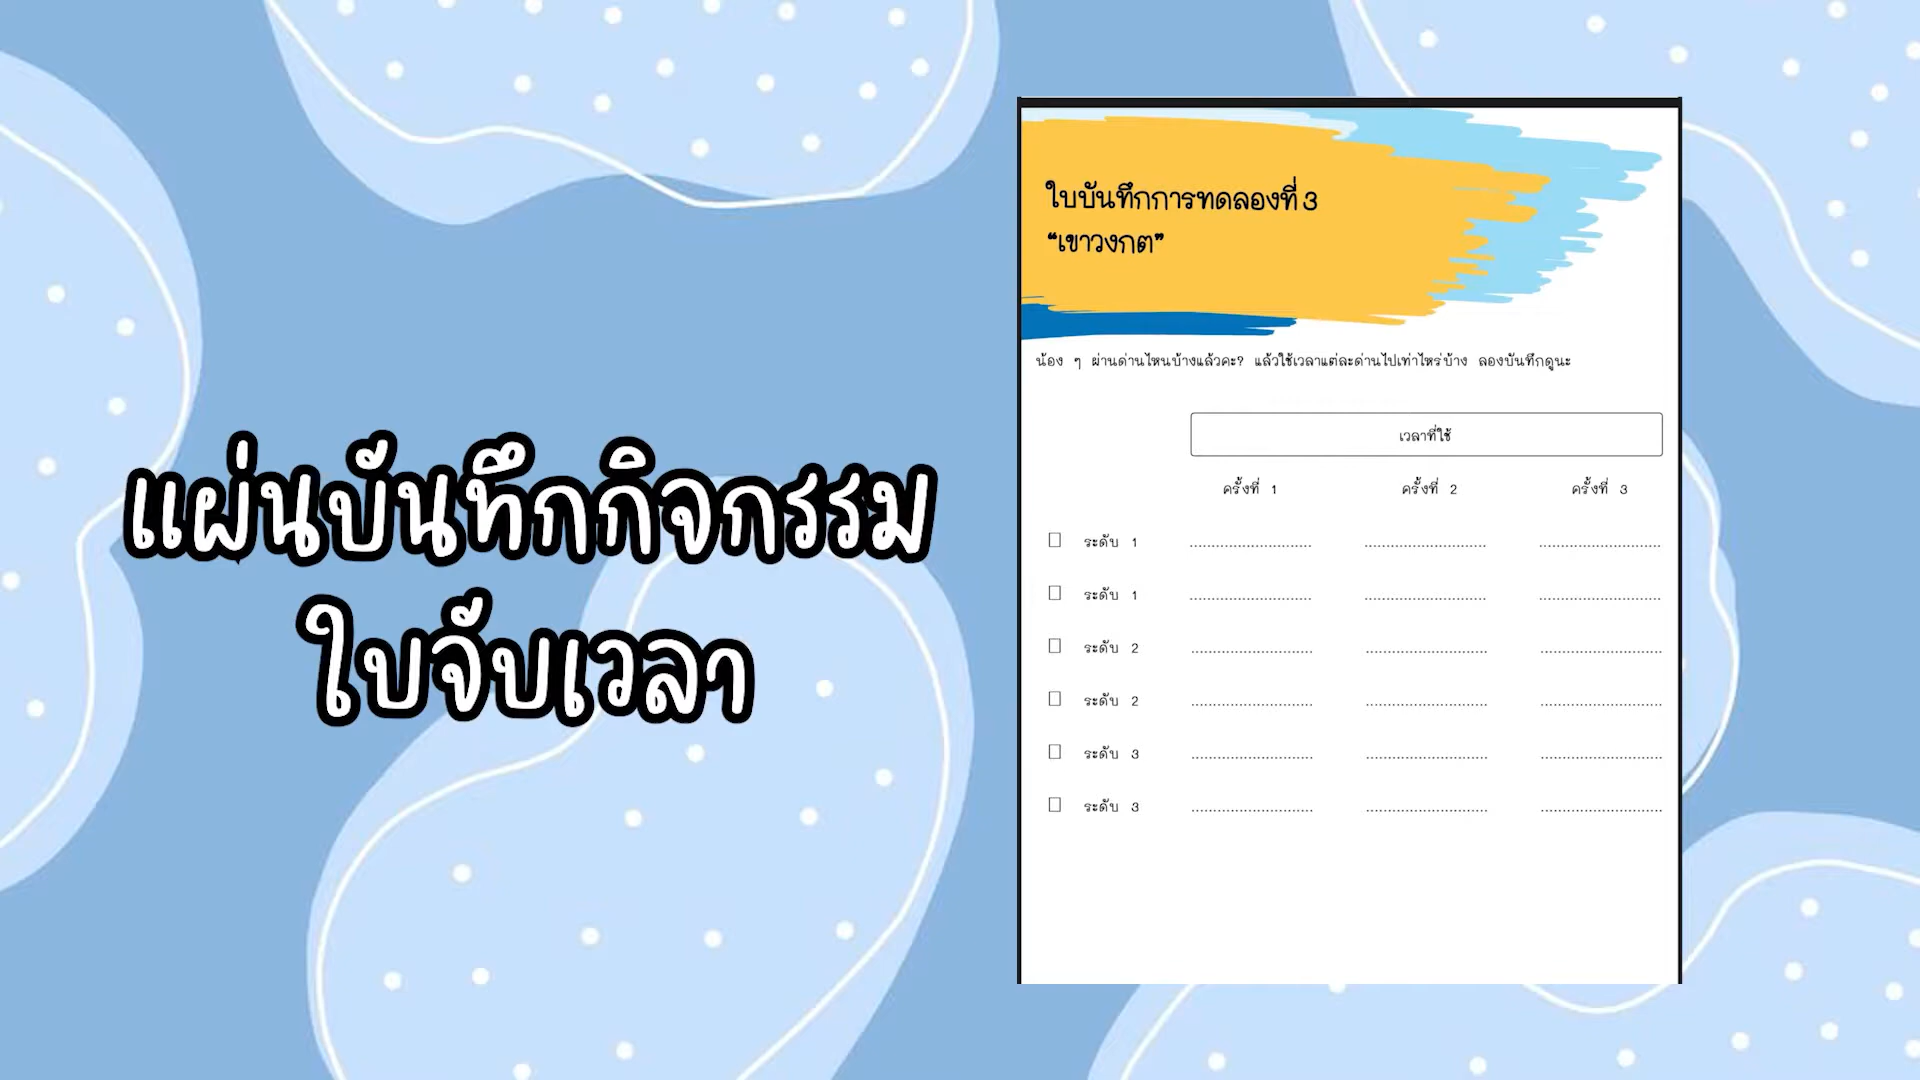 แผ่นบันทึกกิจกรรม
ใบจับเวลา
ใบบันทึกการทดลองที่ 3
“เขาวงกต”
น้อง ๆ ผ่านด่านไหนบ้างแล้วคะ? แล้วใช้เวลาแต่ละด่านไปเท่าไหร่บ้าง ลองบันทึกดูนะ
เวลาที่ใช้
ครั้งที่ 1 ครั้งที่ 2 ครั้งที่ 3
ระดับ 1
ระดับ 1
ระดับ 2
ระดับ 2
ระดับ 3
ระดับ 3